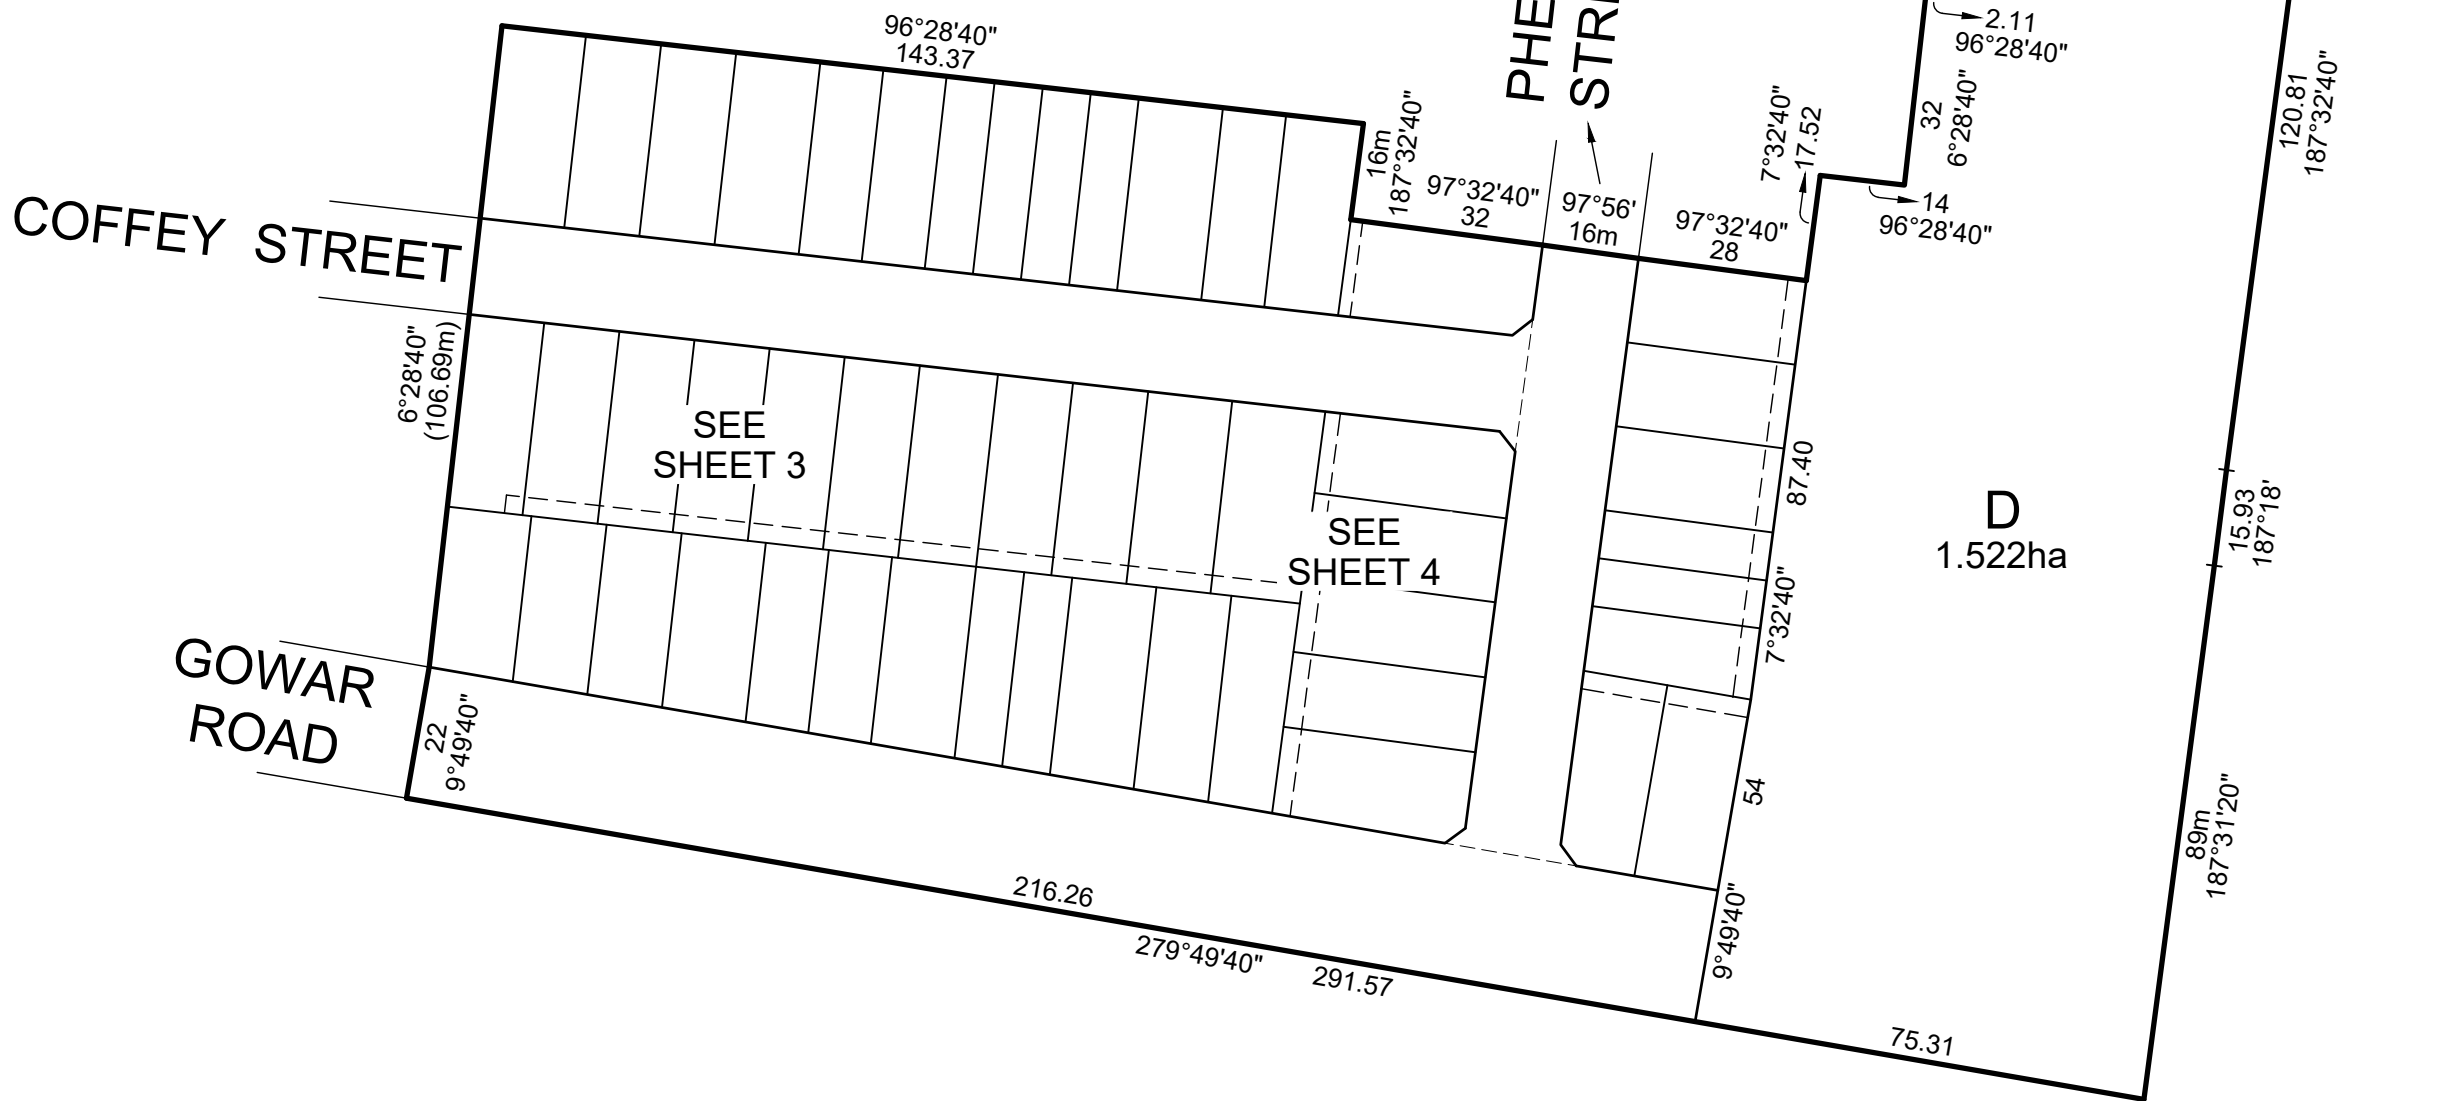 96°28'40"
143.37
PHE
STRE
2.11
96°28'40"
32
6°28'40"
120.81
187°32'40"
16m
187°32'40"
97°32'40"
32
97°56'
16m
97°32'40"
28
7°32'40"
17.52
14
96°28'40"
COFFEY STREET
6°28'40"
(106.69m)
SEE
SHEET 3
SEE
SHEET 4
87.40
7°32'40"
D
1.522ha
15.93
187°18'
GOWAR
ROAD
22
9°49'40"
54
9°49'40"
89m
187°31'20"
216.26
279°49'40"
291.57
75.31